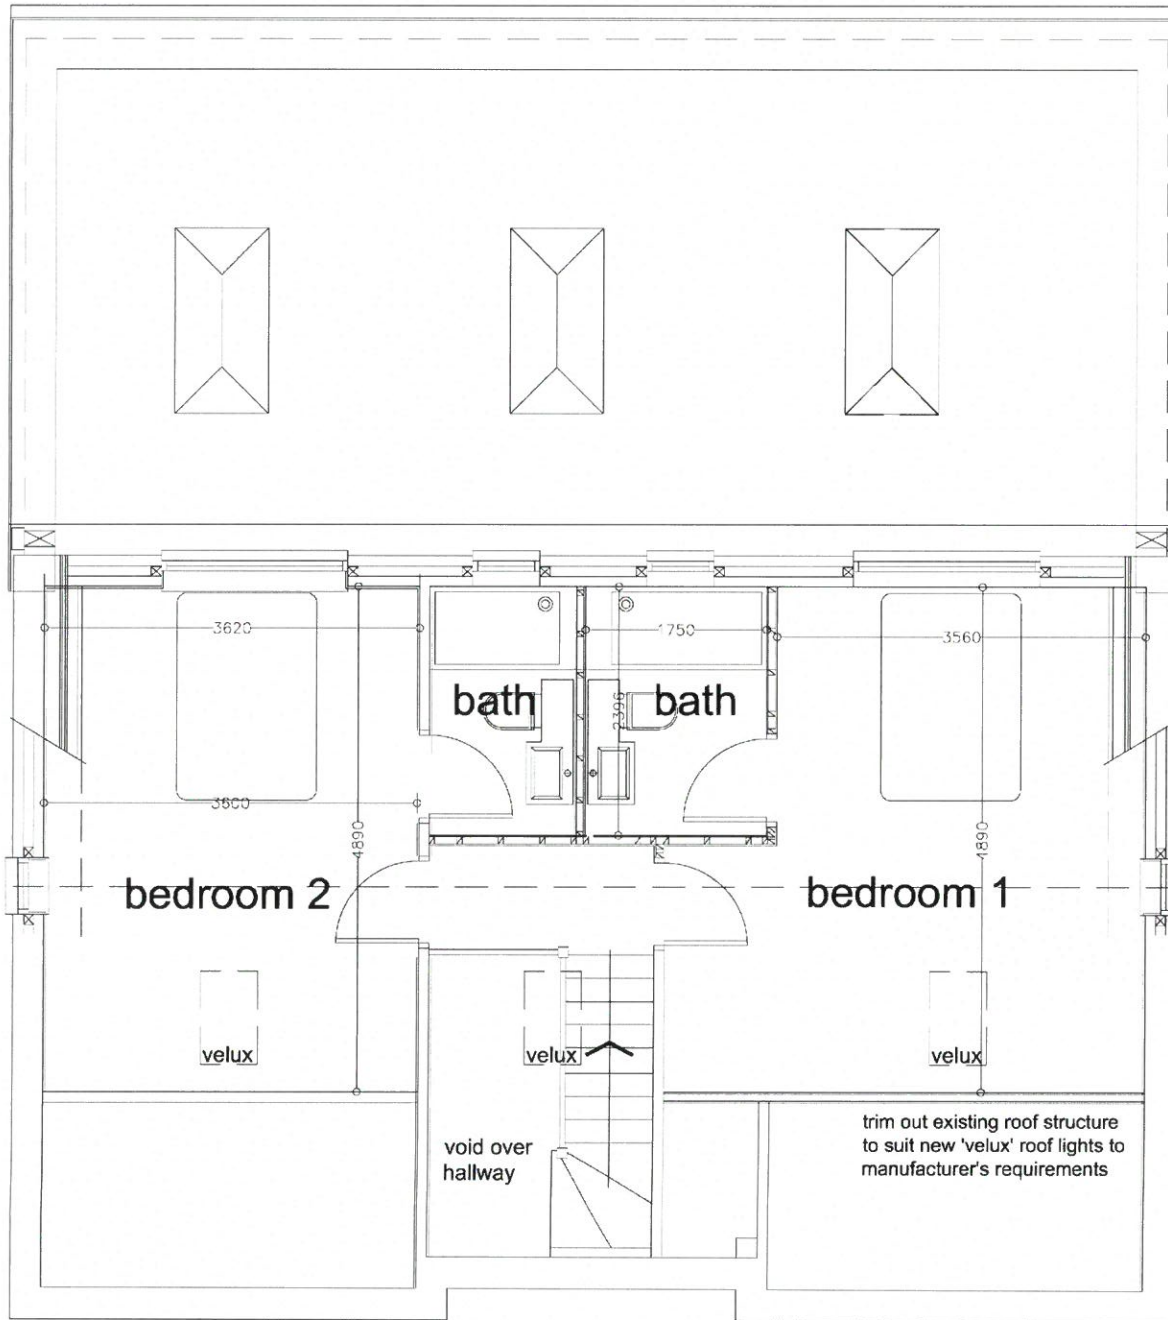 3620
1750
3560
bath
bath
2396
3600
4890
4890
bedroom 2
bedroom 1
velux
velux
velux
void over
hallway
trim out existing roof structure
to suit new 'velux' roof lights to
manufacturer's requirements